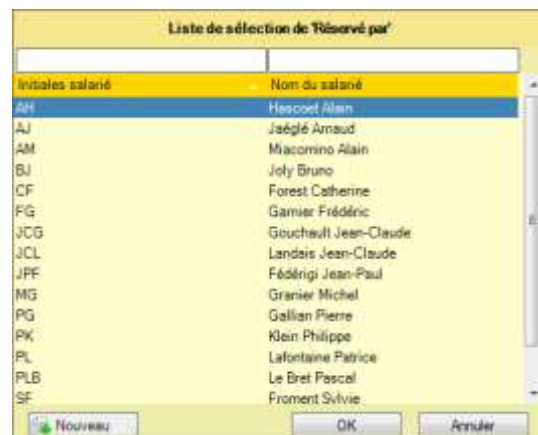 Liste de sélection de 'Réservé par'
Initiales salarié Nom du salarié
AH Hascoet Alain
AJ Jaéglé Arnaud
AM Miacomino Alain
BJ Joly Bruno
CF Forest Catherine
FG Garnier Frédéric
JCG Gouchault Jean-Claude
JCL Landais Jean-Claude
JPF Fédérigi Jean-Paul
MG Granier Michel
PG Gallian Pierre
PK Klein Philippe
PL Lafontaine Patrice
PLB Le Bret Pascal
SF Froment Sylvie
Nouveau OK Annuler